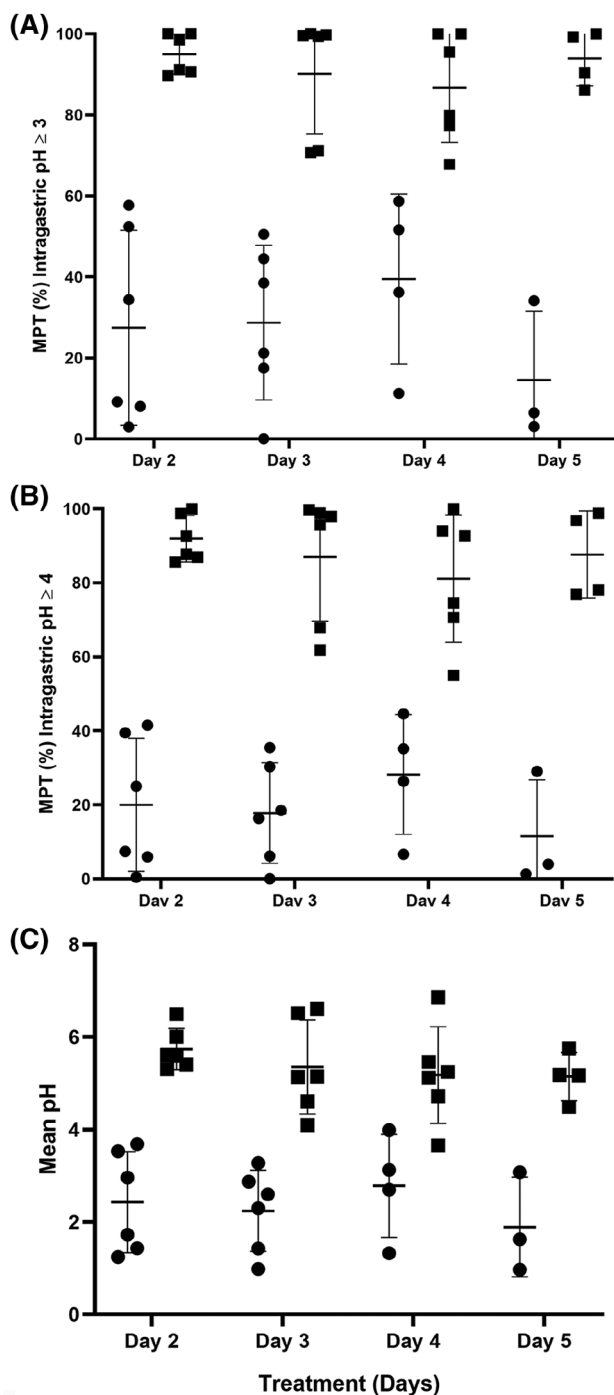 (A)
MPT (%) Intragastric pH ≥ 3
100
80
60
40
20
0
Day 2 Day 3 Day 4 Day 5
(B)
MPT (%) Intragastric pH ≥ 4
100
80
60
40
20
0
Day 2 Day 3 Day 4 Day 5
(C)
Mean pH
8
6
4
2
0
Day 2 Day 3 Day 4 Day 5
Treatment (Days)